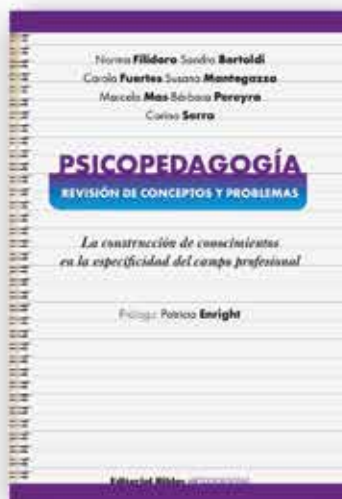 Norma Filidoro Sandra Bertoldi
Carola Fuertes Susana Mantegazza
Marcela Mas Bárbara Pereyra
Corina Serra
PSICOPEDAGOGÍA
REVISIÓN DE CONCEPTOS Y PROBLEMAS
La construcción de conocimientos
en la especificidad del campo profesional
Prólogo: Patricia Enright
Editorial Biblos